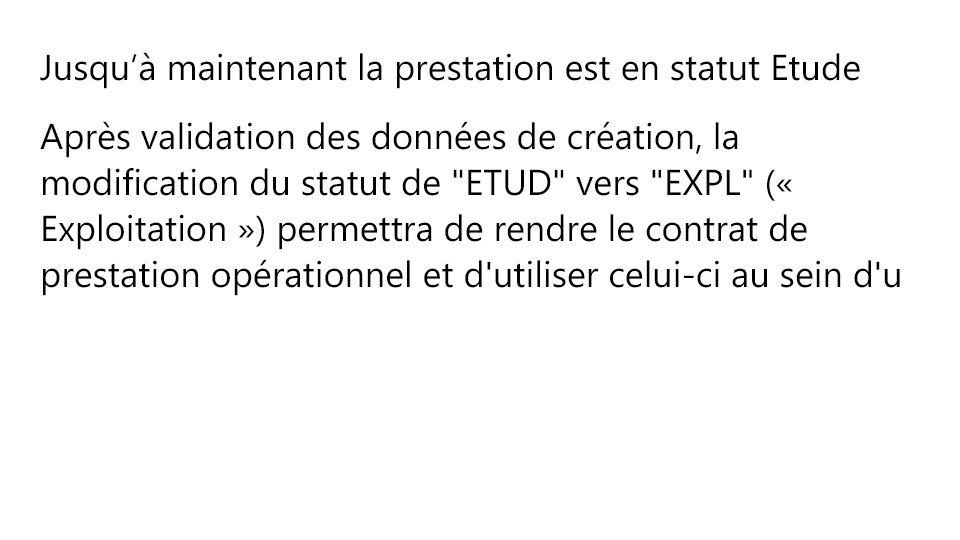 Jusqu’à maintenant la prestation est en statut Etude
Après validation des données de création, la
modification du statut de "ETUD" vers "EXPL" («
Exploitation ») permettra de rendre le contrat de
prestation opérationnel et d'utiliser celui-ci au sein d'u